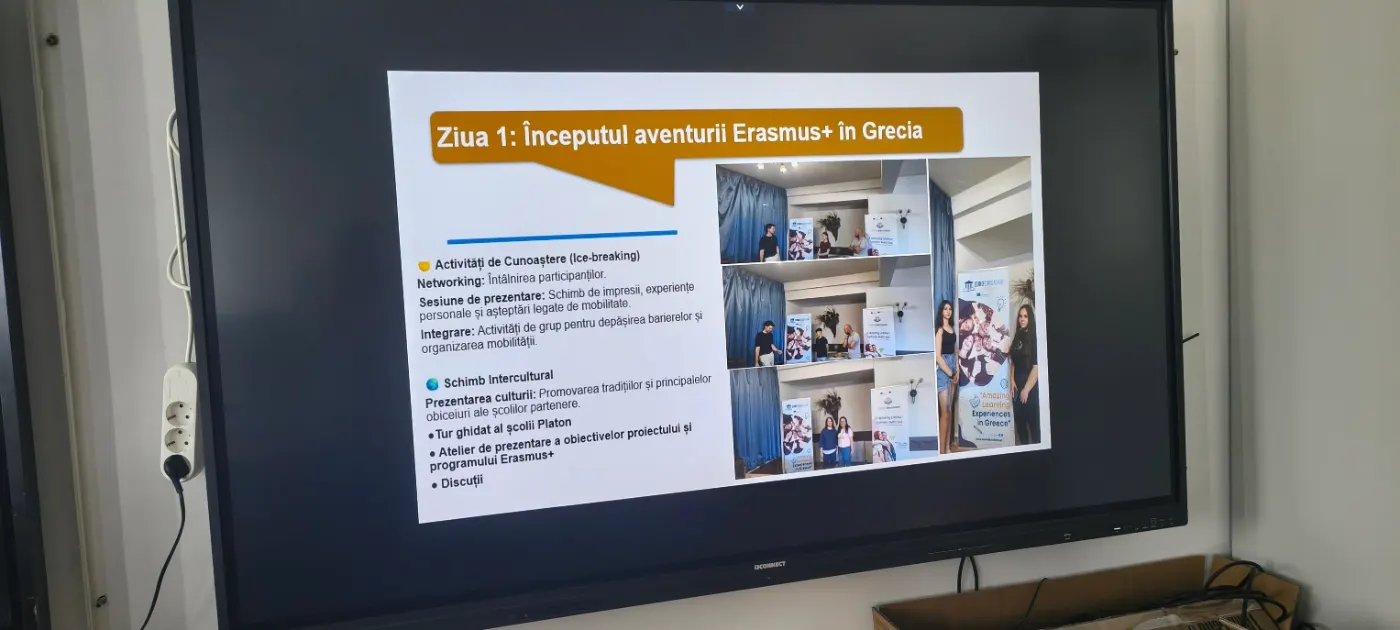 Ziua 1: Începutul aventurii Erasmus+ în Grecia
Activități de Cunoaștere (Ice-breaking)
Networking: Întâlnirea participanților.
Sesiune de prezentare: Schimb de impresii, experiențe
personale și așteptări legate de mobilitate.
Integrare: Activități de grup pentru depășirea barierelor și
organizarea mobilității.
Schimb Intercultural
Prezentarea culturii: Promovarea tradițiilor și principalelor
obiceiuri ale școlilor partenere.
●Tur ghidat al școlii Platon
● Atelier de prezentare a obiectivelor proiectului și
programului Erasmus+
● Discuții
"Amazing
Learning
Experiences
in Greece"